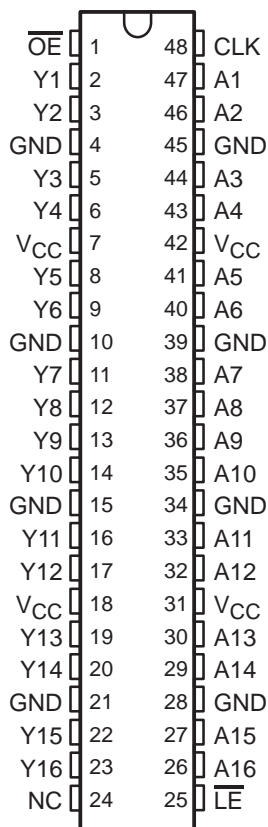 OE 1 48 CLK
Y1 2 47 A1
Y2 3 46 A2
GND 4 45 GND
Y3 5 44 A3
Y4 6 43 A4
VCC 7 42 VCC
Y5 8 41 A5
Y6 9 40 A6
GND 10 39 GND
Y7 11 38 A7
Y8 12 37 A8
Y9 13 36 A9
Y10 14 35 A10
GND 15 34 GND
Y11 16 33 A11
Y12 17 32 A12
VCC 18 31 VCC
Y13 19 30 A13
Y14 20 29 A14
GND 21 28 GND
Y15 22 27 A15
Y16 23 26 A16
NC 24 25 LE